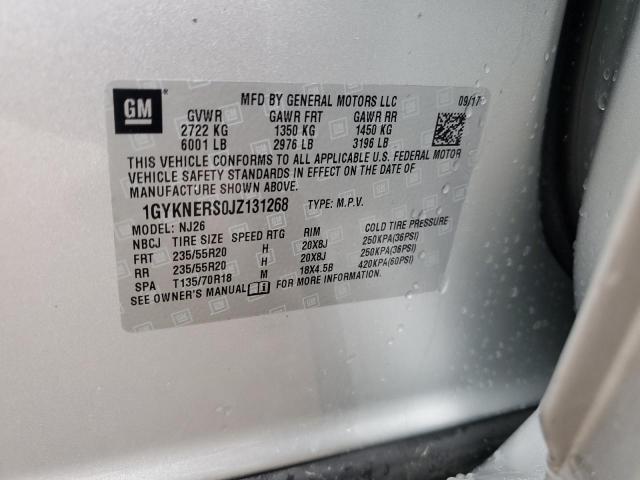 GM ®
MFD BY GENERAL MOTORS LLC 09/17
GVWR GAWR FRT GAWR RR
2722 KG 1350 KG 1450 KG
6001 LB 2976 LB 3196 LB
THIS VEHICLE CONFORMS TO ALL APPLICABLE U.S. FEDERAL MOTOR
VEHICLE SAFETY STANDARDS IN EFFECT ON THE DATE OF
MANUFACTURE SHOWN ABOVE.
1GYKNERS0JZ131268 TYPE: M.P.V.
MODEL: NJ26
NBCJ TIRE SIZE SPEED RTG RIM COLD TIRE PRESSURE
FRT 235/55R20 H 20X8J 250KPA(36PSI)
RR 235/55R20 H 20X8J 250KPA(36PSI)
SPA T135/70R18 M 18X4.5B 420KPA(60PSI)
SEE OWNER'S MANUAL FOR MORE INFORMATION.